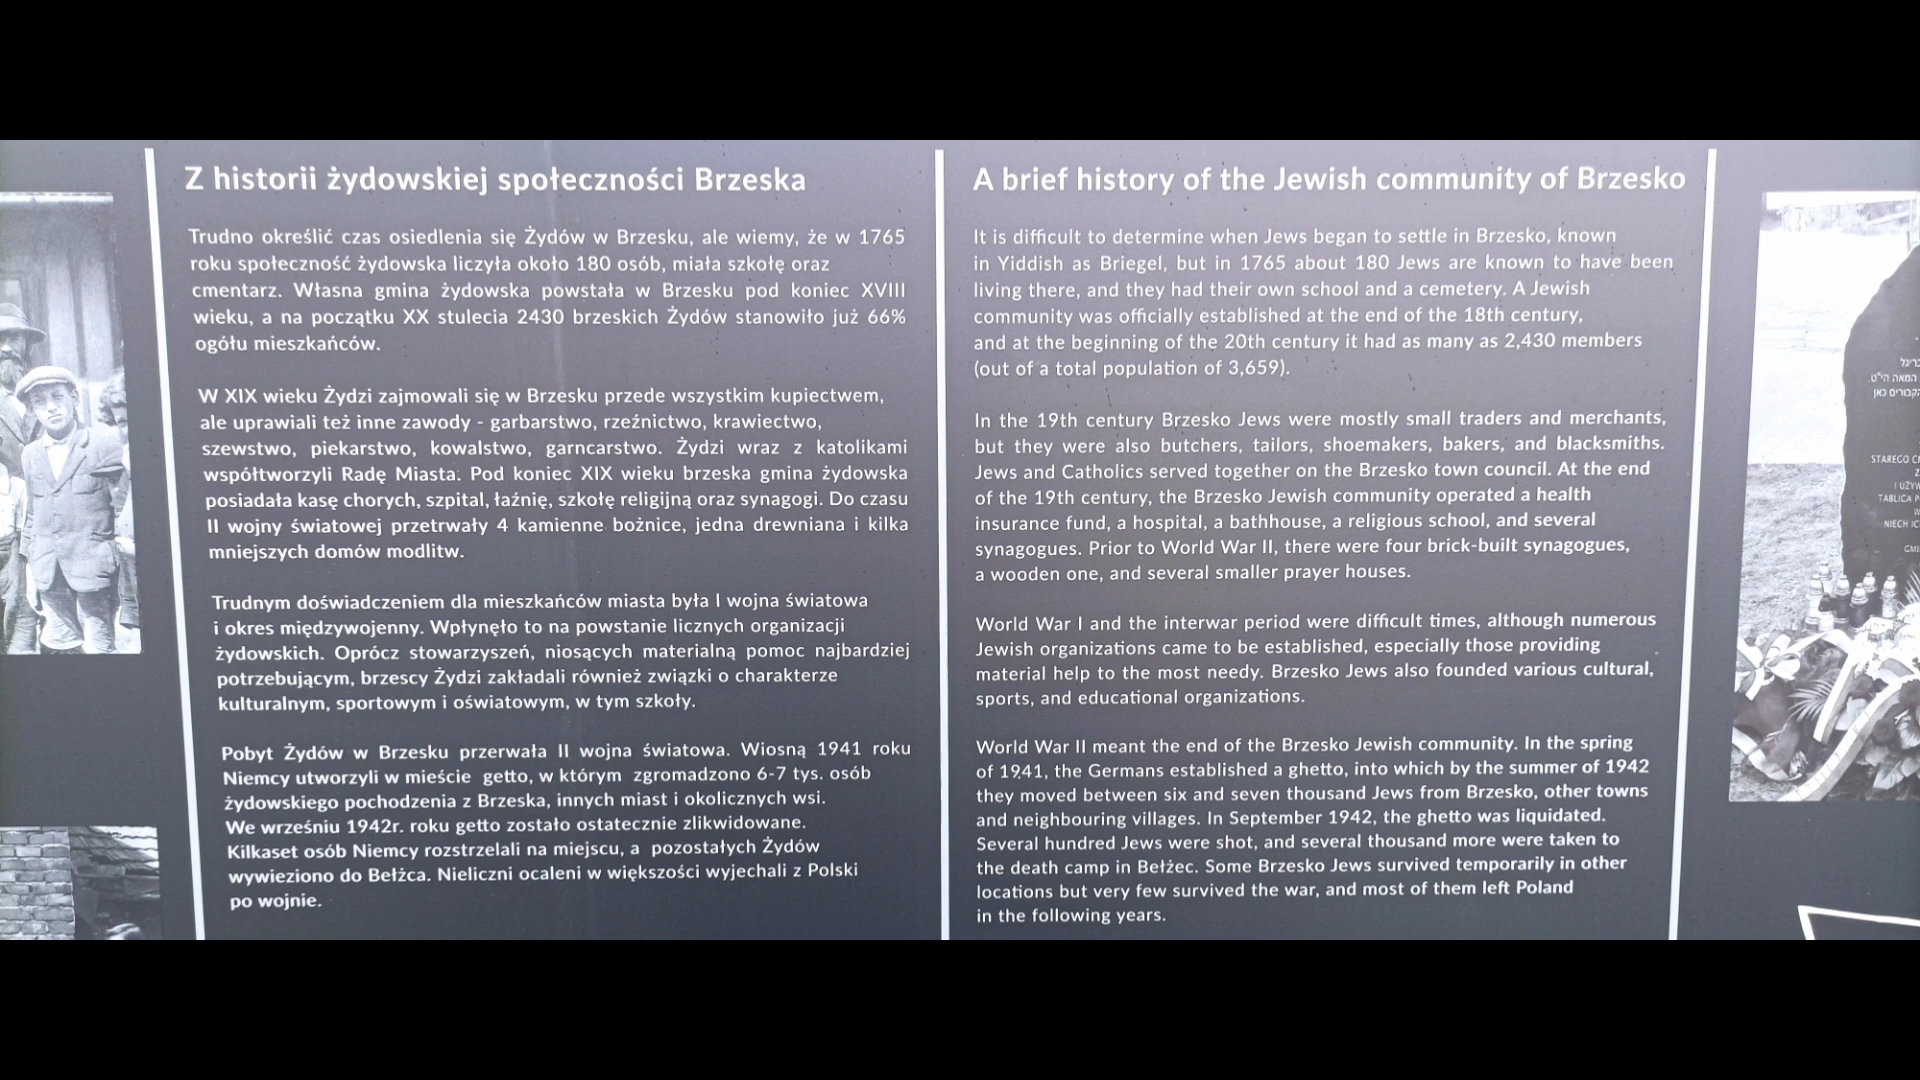 Z historii żydowskiej społeczności Brzeska
Trudno określić czas osiedlenia się Żydów w Brzesku, ale wiemy, że w 1765
roku społeczność żydowska liczyła około 180 osób, miała szkołę oraz
cmentarz. Własna gmina żydowska powstała w Brzesku pod koniec XVIII
wieku, a na początku XX stulecia 2430 brzeskich Żydów stanowiło już 66%
ogółu mieszkańców.
W XIX wieku Żydzi zajmowali się w Brzesku przede wszystkim kupiectwem,
ale uprawiali też inne zawody - garbarstwo, rzeźnictwo, krawiectwo,
szewstwo, piekarstwo, kowalstwo, garncarstwo. Żydzi wraz z katolikami
współtworzyli Radę Miasta. Pod koniec XIX wieku brzeska gmina żydowska
posiadała kasę chorych, szpital, łaźnię, szkołę religijną oraz synagogi. Do czasu
II wojny światowej przetrwały 4 kamienne bożnice, jedna drewniana i kilka
mniejszych domów modlitw.
Trudnym doświadczeniem dla mieszkańców miasta była I wojna światowa
i okres międzywojenny. Wpłynęło to na powstanie licznych organizacji
żydowskich. Oprócz stowarzyszeń, niosących materialną pomoc najbardziej
potrzebującym, brzescy Żydzi zakładali również związki o charakterze
kulturalnym, sportowym i oświatowym, w tym szkoły.
Pobyt Żydów w Brzesku przerwała II wojna światowa. Wiosną 1941 roku
Niemcy utworzyli w mieście getto, w którym zgromadzono 6-7 tys. osób
żydowskiego pochodzenia z Brzeska, innych miast i okolicznych wsi.
We wrześniu 1942r. roku getto zostało ostatecznie zlikwidowane.
Kilkaset osób Niemcy rozstrzelali na miejscu, a pozostałych Żydów
wywieziono do Bełżca. Nieliczni ocaleni w większości wyjechali z Polski
po wojnie.
A brief history of the Jewish community of Brzesko
It is difficult to determine when Jews began to settle in Brzesko, known
in Yiddish as Briegel, but in 1765 about 180 Jews are known to have been
living there, and they had their own school and a cemetery. A Jewish
community was officially established at the end of the 18th century,
and at the beginning of the 20th century it had as many as 2,430 members
(out of a total population of 3,659).
In the 19th century Brzesko Jews were mostly small traders and merchants,
but they were also butchers, tailors, shoemakers, bakers, and blacksmiths.
Jews and Catholics served together on the Brzesko town council. At the end
of the 19th century, the Brzesko Jewish community operated a health
insurance fund, a hospital, a bathhouse, a religious school, and several
synagogues. Prior to World War II, there were four brick-built synagogues,
a wooden one, and several smaller prayer houses.
World War I and the interwar period were difficult times, although numerous
Jewish organizations came to be established, especially those providing
material help to the most needy. Brzesko Jews also founded various cultural,
sports, and educational organizations.
World War II meant the end of the Brzesko Jewish community. In the spring
of 1941, the Germans established a ghetto, into which by the summer of 1942
they moved between six and seven thousand Jews from Brzesko, other towns
and neighbouring villages. In September 1942, the ghetto was liquidated.
Several hundred Jews were shot, and several thousand more were taken to
the death camp in Bełżec. Some Brzesko Jews survived temporarily in other
locations but very few survived the war, and most of them left Poland
in the following years.
המאה הי"ט
הקבורים כאן
STAREGO
Z
I
TABLICA
W
NIECH